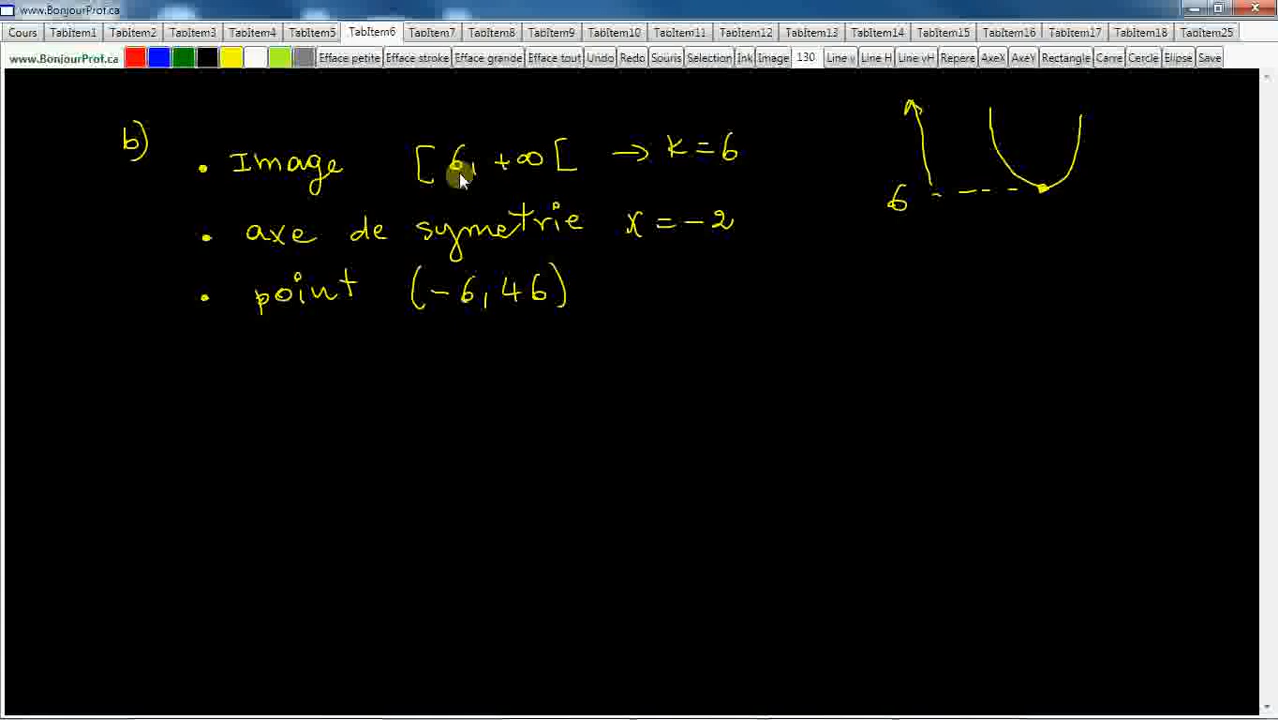 www.BonjourProf.ca
Cours TabItem1 TabItem2 TabItem3 TabItem4 TabItem5 TabItem6 TabItem7 TabItem8 TabItem9 TabItem10 TabItem11 TabItem12 TabItem13 TabItem14 TabItem15 TabItem16 TabItem17 TabItem18 TabItem25
www.BonjourProf.ca Efface petite Efface stroke Efface grande Efface tout Undo Redo Souris Selection Ink Image 130 Line v Line H Line vH Repere AxeX AxeY Rectangle Carre Cercle Elipse Save
b)
• Image [6, +∞[ → k = 6
6
• axe de symetrie x = -2
• point (-6, 46)